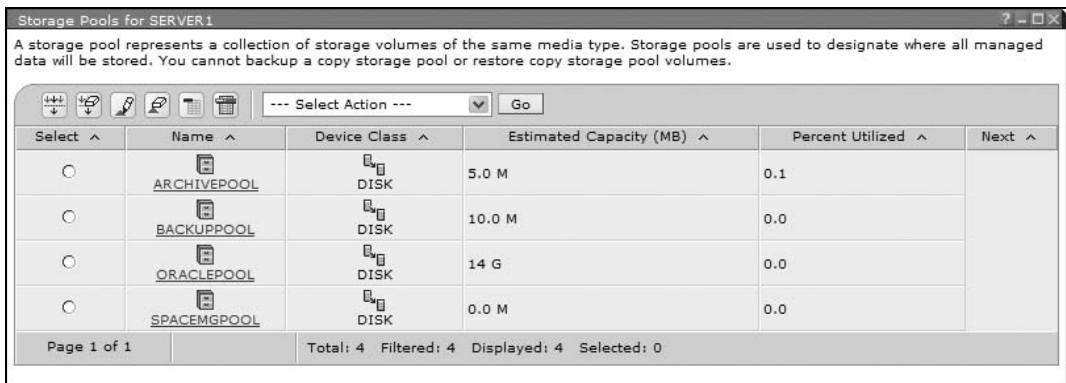 Storage Pools for SERVER1 ? – □ ×
A storage pool represents a collection of storage volumes of the same media type. Storage pools are used to designate where all managed
data will be stored. You cannot backup a copy storage pool or restore copy storage pool volumes.
--- Select Action --- Go
Select ^ Name ^ Device Class ^ Estimated Capacity (MB) ^ Percent Utilized ^ Next ^
ARCHIVEPOOL DISK 5.0 M 0.1
BACKUPPOOL DISK 10.0 M 0.0
ORACLEPOOL DISK 14 G 0.0
SPACEMGPOOL DISK 0.0 M 0.0
Page 1 of 1 Total: 4 Filtered: 4 Displayed: 4 Selected: 0